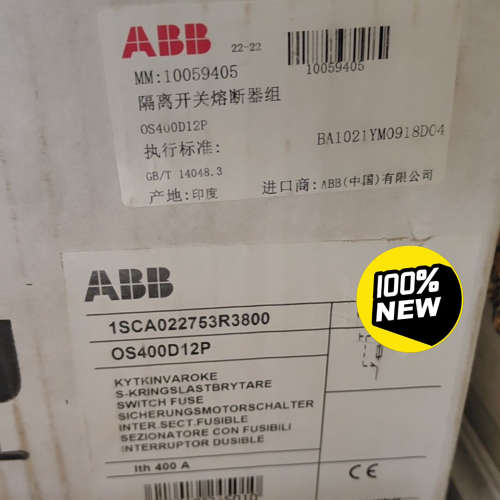 ABB
22-22
MM:10059405
10059405
隔离开关熔断器组
OS400D12P
执行标准:
BA1021YM0918D04
GB/T 14048.3
产地:印度
进口商:ABB(中国)有限公司
ABB
100%
NEW
1SCA022753R3800
OS400D12P
KYTKINVAROKE
S-KRINGSLASTBRYTARE
SWITCH FUSE
SICHERUNGSMOTORSCHALTER
INTER.SECT.FUSIBLE
SEZIONATORE CON FUSIBILI
INTERRUPTOR DUSIBLE
Ith 400 A
CE